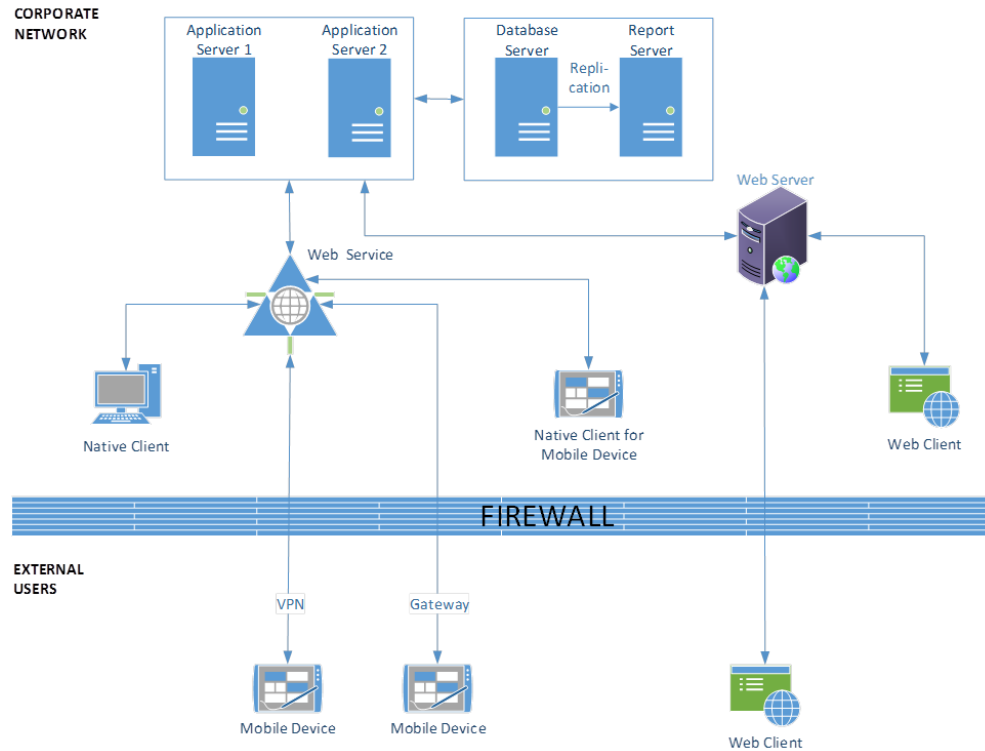 CORPORATE
NETWORK
Application
Server 1
Application
Server 2
Database
Server
Report
Server
Repli-
cation
Web Server
Web Service
Native Client
Native Client for
Mobile Device
Web Client
FIREWALL
EXTERNAL
USERS
VPN
Gateway
Mobile Device
Mobile Device
Web Client